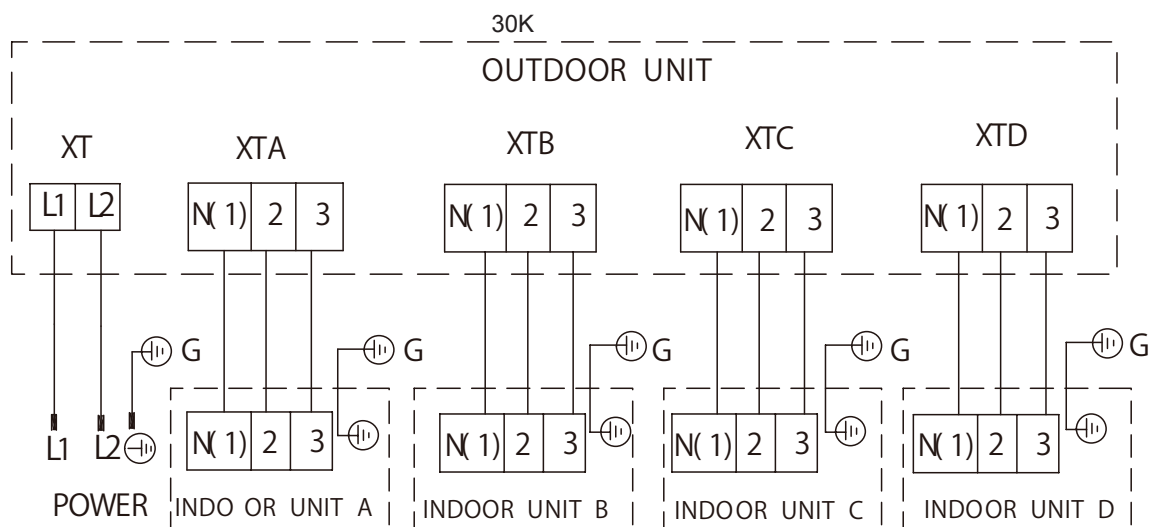 30K
OUTDOOR UNIT
XT XTA XTB XTC XTD
L1 L2 N( 1) 2 3 N( 1) 2 3 N( 1) 2 3 N( 1) 2 3
G G G G G
L1 L2 N( 1) 2 3 N( 1) 2 3 N( 1) 2 3 N( 1) 2 3
POWER INDO OR UNIT A INDOOR UNIT B INDOOR UNIT C INDOOR UNIT D